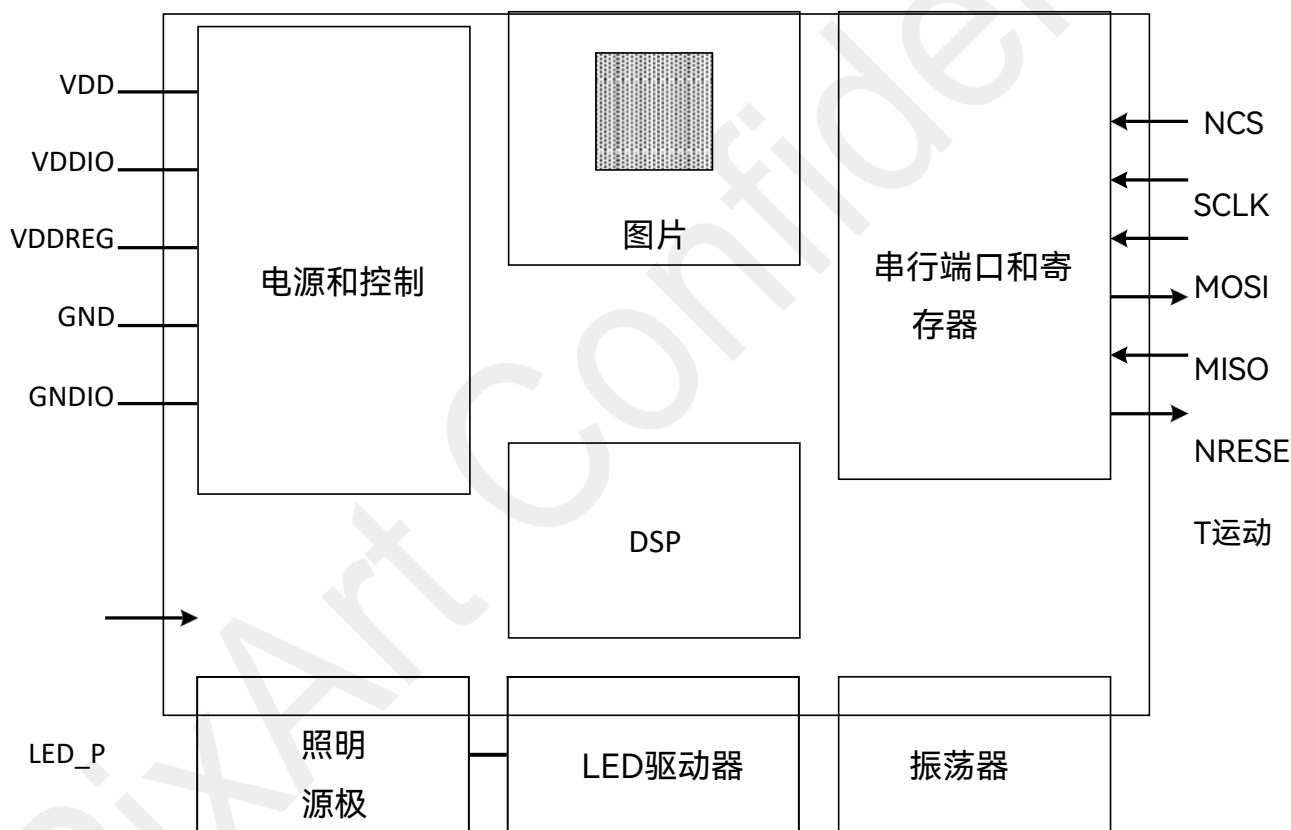 VDD
VDDIO
VDDREG
GND
GNDIO
电源和控制
图片
串行端口和寄
存器
NCS
SCLK
MOSI
MISO
NRESE
T运动
DSP
LED_P
照明
源极
LED驱动器
振荡器
PixArt Confider